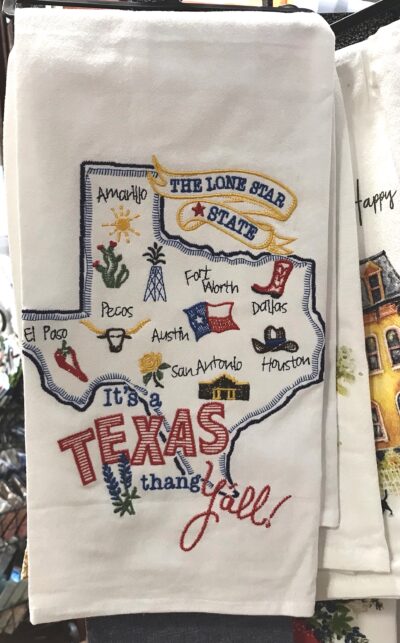 Amarillo
THE LONE STAR
STATE
Happy
Fort
Worth
Dallas
Pecos
El Paso
Austin
San Antonio
Houston
It's a
TEXAS
thang
Y'all!